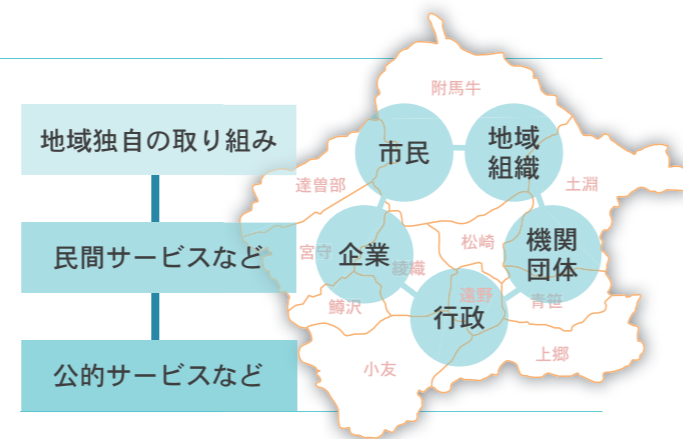 地域独自の取り組み
民間サービスなど
公的サービスなど
附馬牛
市民
地域
組織
達曽部
土淵
宮守
企業
綾織
松崎
機関
団体
鱒沢
遠野
青笹
行政
小友
上郷